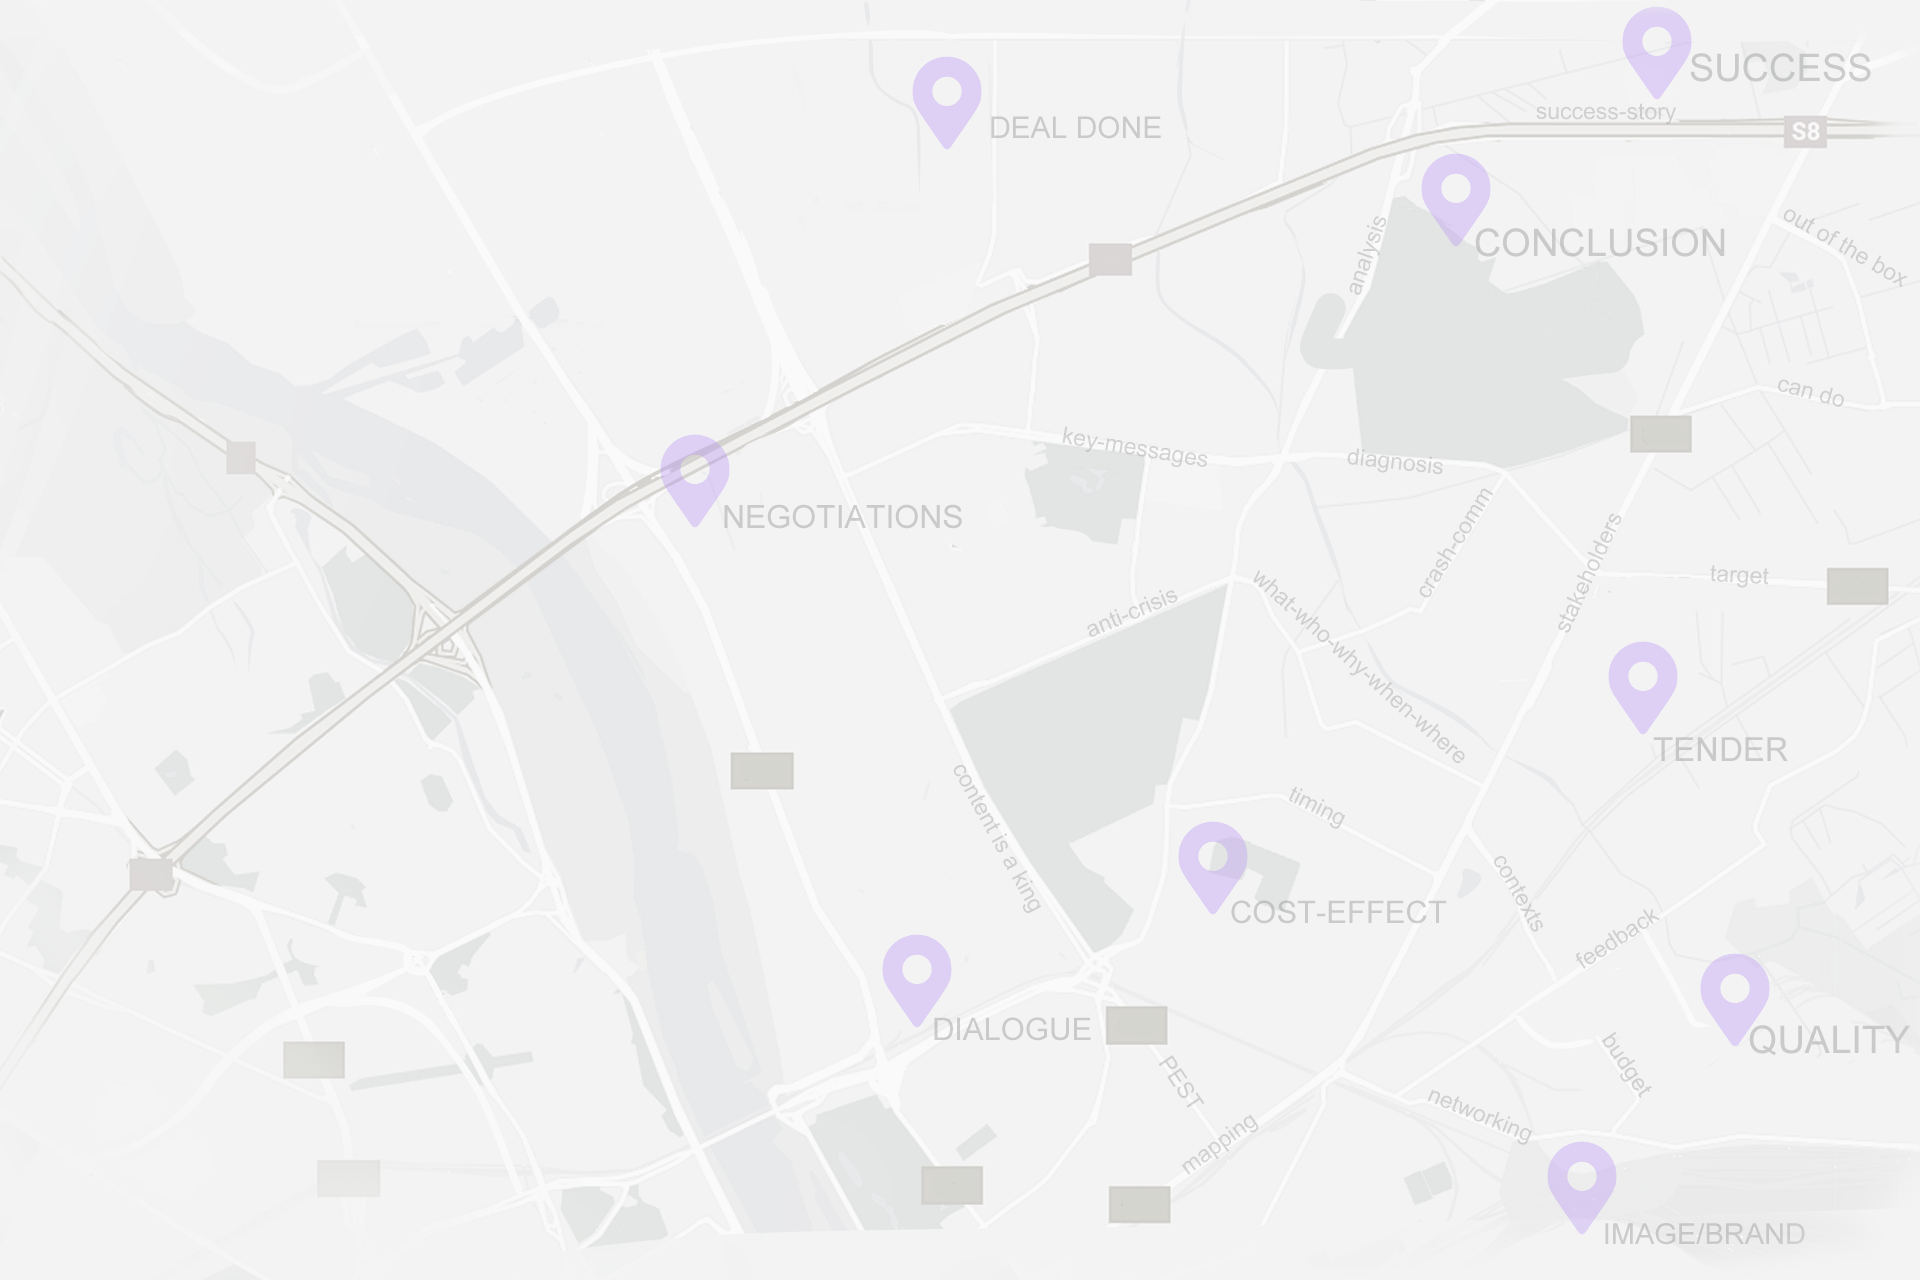 SUCCESS
success-story
DEAL DONE
S8
CONCLUSION
out of the box
analysis
can do
key-messages
diagnosis
NEGOTIATIONS
crash-comm
stakeholders
target
anti-crisis
what-who-why-when-where
TENDER
content is a king
timing
COST-EFFECT
contexts
feedback
DIALOGUE
QUALITY
PEST
budget
mapping
networking
IMAGE/BRAND